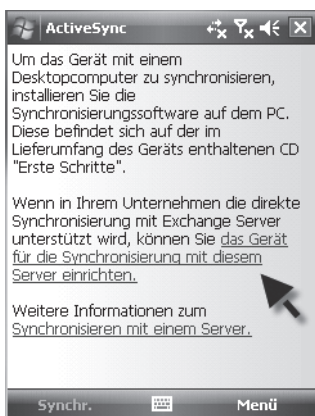 ActiveSync
Um das Gerät mit einem
Desktopcomputer zu synchronisieren,
installieren Sie die
Synchronisierungssoftware auf dem PC.
Diese befindet sich auf der im
Lieferumfang des Geräts enthaltenen CD
"Erste Schritte".
Wenn in Ihrem Unternehmen die direkte
Synchronisierung mit Exchange Server
unterstützt wird, können Sie das Gerät
für die Synchronisierung mit diesem
Server einrichten.
Weitere Informationen zum
Synchronisieren mit einem Server.
Synchr. Menü